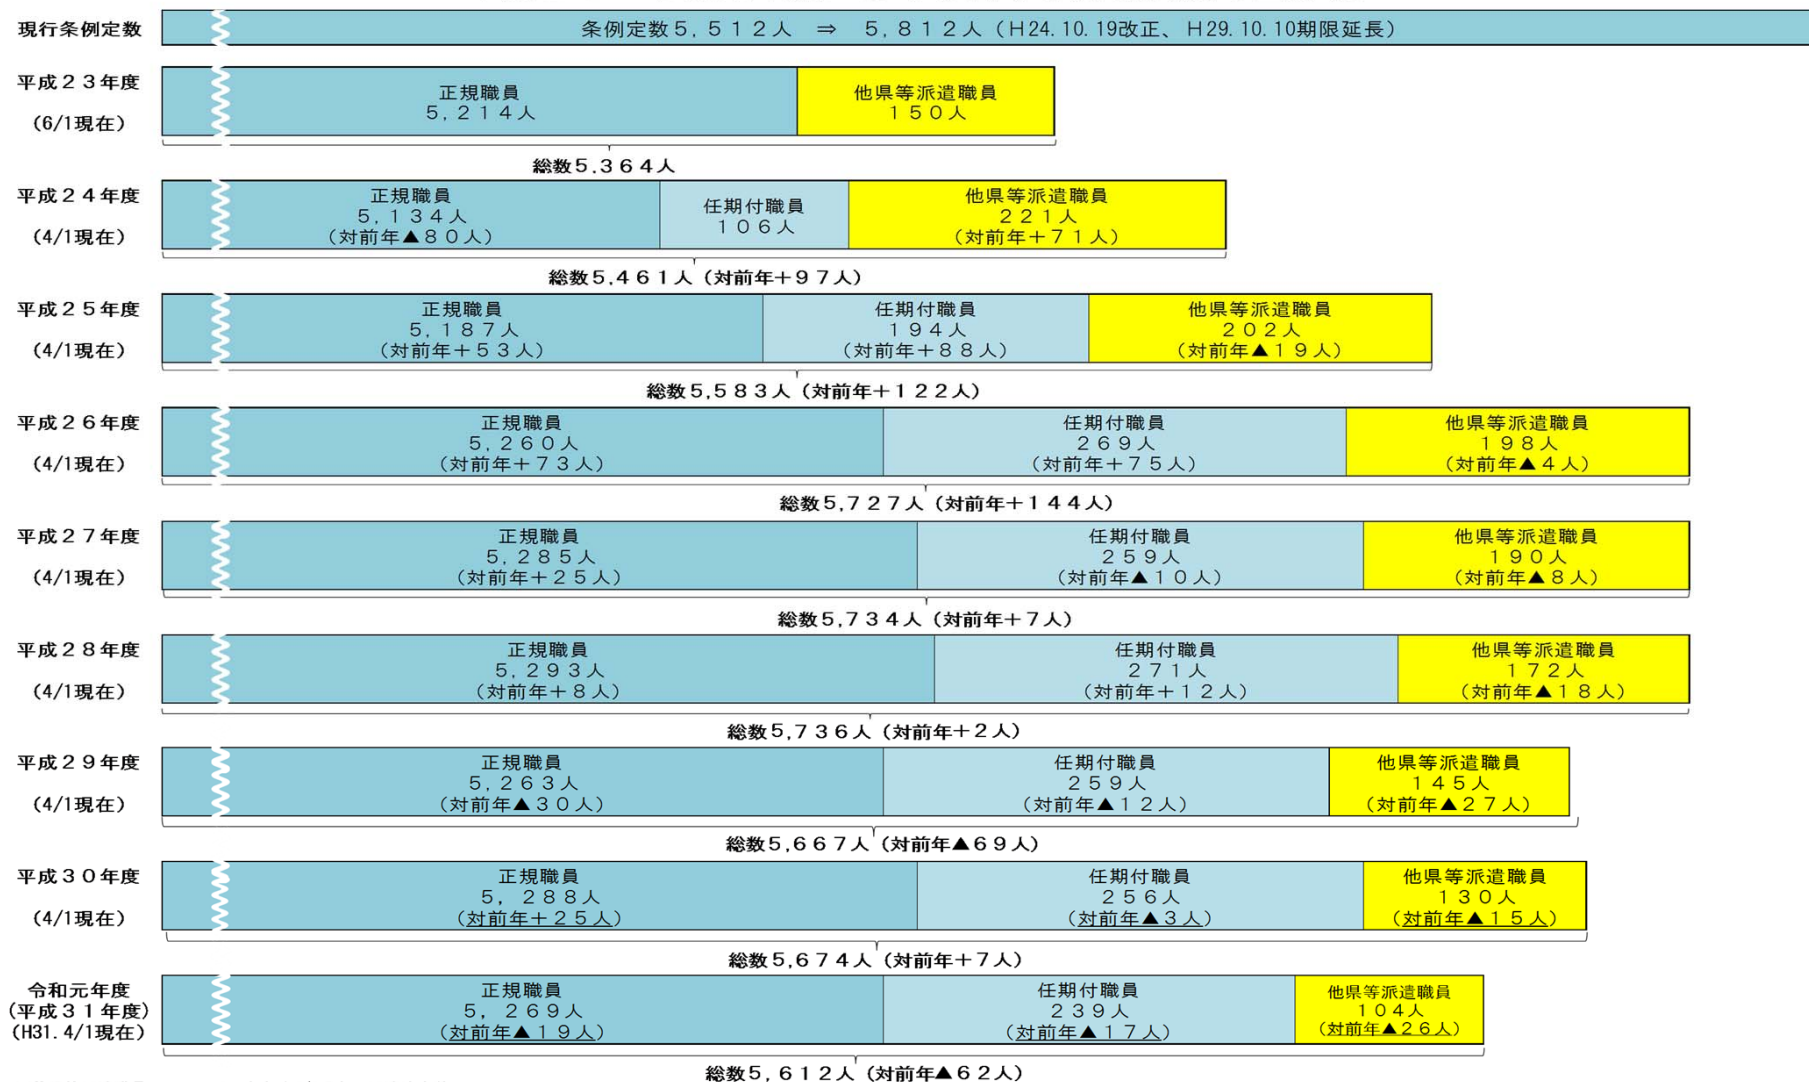 現行条例定数
条例定数５,５１２人　⇒　５,８１２人（H24.10.19改正、H29.10.10期限延長）
平成２３年度
(6/1現在)
正規職員
５,２１４人
他県等派遣職員
１５０人
総数５,３６４人
平成２４年度
(4/1現在)
正規職員
５,１３４人
（対前年▲８０人）
任期付職員
１０６人
他県等派遣職員
２２１人
（対前年＋７１人）
総数５,４６１人（対前年＋９７人）
平成２５年度
(4/1現在)
正規職員
５,１８７人
（対前年＋５３人）
任期付職員
１９４人
（対前年＋８８人）
他県等派遣職員
２０２人
（対前年▲１９人）
総数５,５８３人（対前年＋１２２人）
平成２６年度
(4/1現在)
正規職員
５,２６０人
（対前年＋７３人）
任期付職員
２６９人
（対前年＋７５人）
他県等派遣職員
１９８人
（対前年▲４人）
総数５,７２７人（対前年＋１４４人）
平成２７年度
(4/1現在)
正規職員
５,２８５人
（対前年＋２５人）
任期付職員
２５９人
（対前年▲１０人）
他県等派遣職員
１９０人
（対前年▲８人）
総数５,７３４人（対前年＋７人）
平成２８年度
(4/1現在)
正規職員
５,２９３人
（対前年＋８人）
任期付職員
２７１人
（対前年＋１２人）
他県等派遣職員
１７２人
（対前年▲１８人）
総数５,７３６人（対前年＋２人）
平成２９年度
(4/1現在)
正規職員
５,２６３人
（対前年▲３０人）
任期付職員
２５９人
（対前年▲１２人）
他県等派遣職員
１４５人
（対前年▲２７人）
総数５,６６７人（対前年▲６９人）
平成３０年度
(4/1現在)
正規職員
５,２８８人
（対前年＋２５人）
任期付職員
２５６人
（対前年▲３人）
他県等派遣職員
１３０人
（対前年▲１５人）
総数５,６７４人（対前年＋７人）
令和元年度
(平成３１年度)
(H31.4/1現在)
正規職員
５,２６９人
（対前年▲１９人）
任期付職員
２３９人
（対前年▲１７人）
他県等派遣職員
１０４人
（対前年▲２６人）
総数５,６１２人（対前年▲６２人）